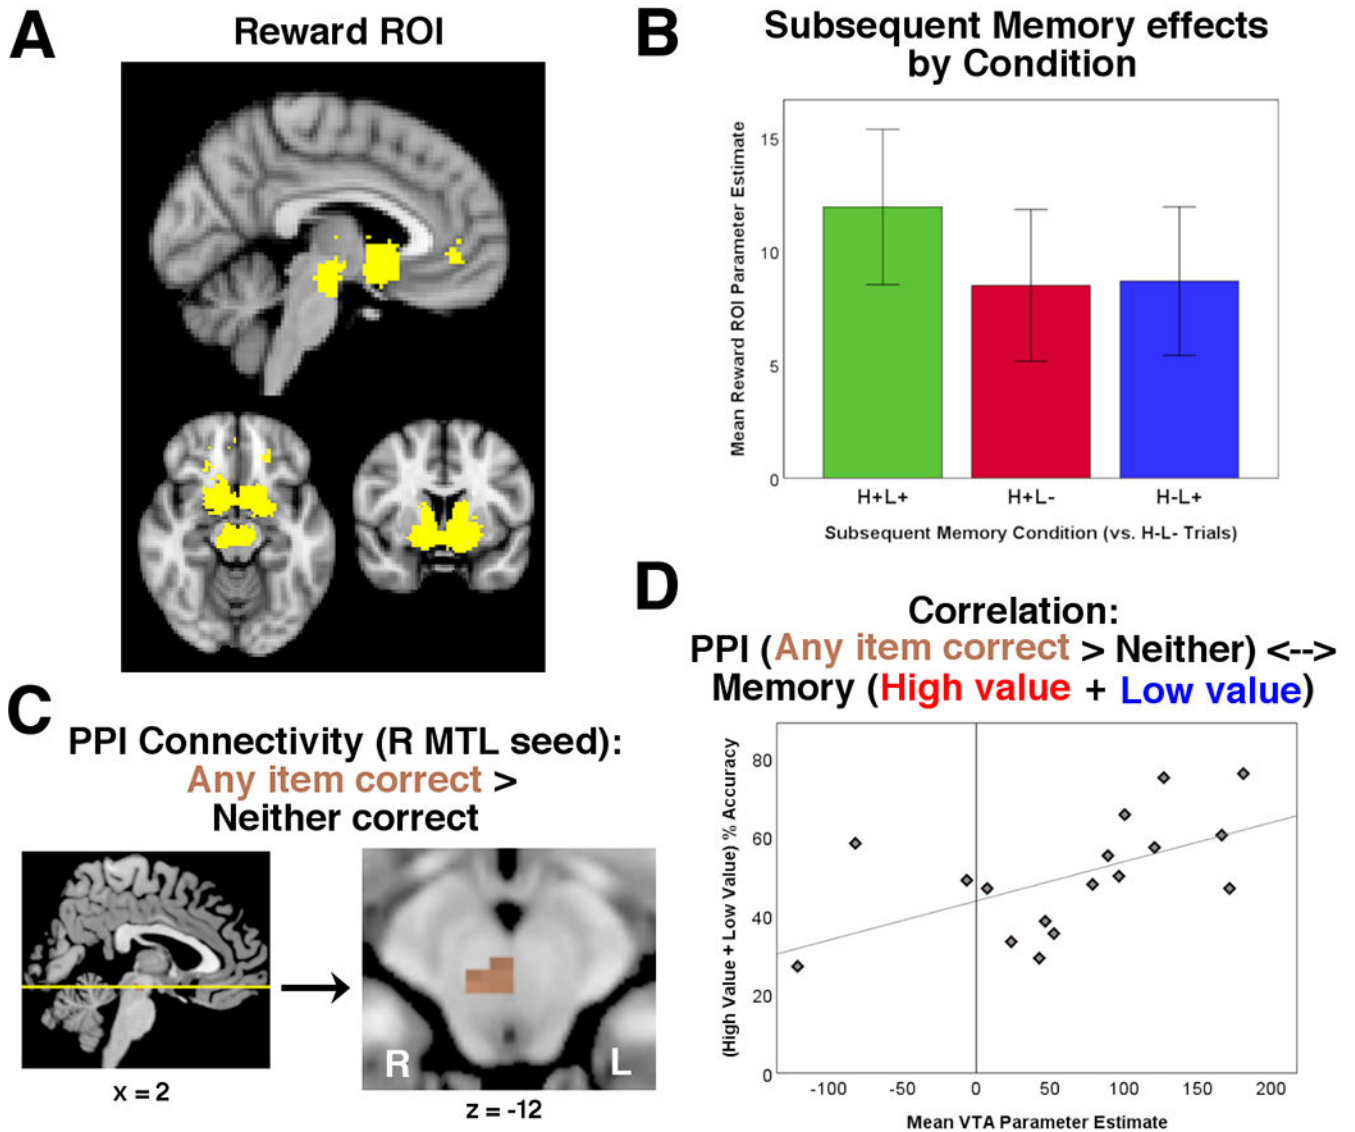 A
Reward ROI
B
Subsequent Memory effects
by Condition
Mean Reward ROI Parameter Estimate
15
10
5
0
H+L+
H+L-
H-L+
Subsequent Memory Condition (vs. H-L- Trials)
C
PPI Connectivity (R MTL seed):
Any item correct >
Neither correct
R
L
x = 2
z = -12
D
Correlation:
PPI (Any item correct > Neither) <-->
Memory (High value + Low value)
(High Value + Low Value) % Accuracy
80
60
40
20
0
-100
-50
0
50
100
150
200
Mean VTA Parameter Estimate